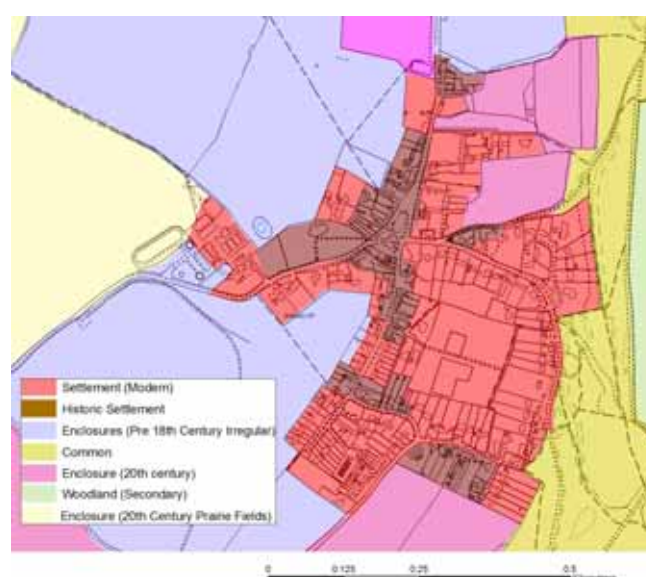 Settlement (Modern)
Historic Settlement
Enclosures (Pre 18th Century Irregular)
Common
Enclosure (20th century)
Woodland (Secondary)
Enclosure (20th Century Prairie Fields)
0 0.125 0.25 0.5